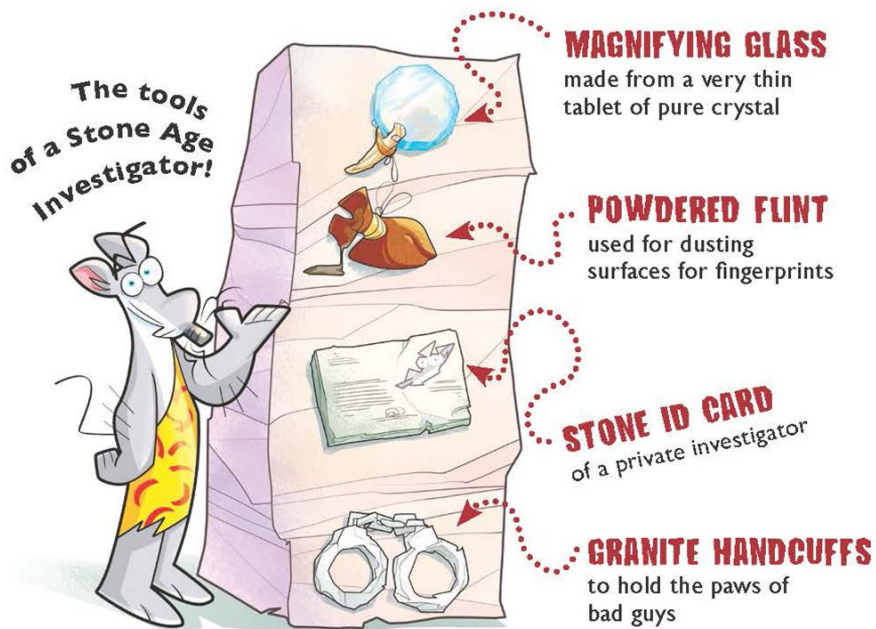 The tools
of a Stone Age
Investigator!
MAGNIFYING GLASS
made from a very thin
tablet of pure crystal
POWDERED FLINT
used for dusting
surfaces for fingerprints
STONE ID CARD
of a private investigator
GRANITE HANDCUFFS
to hold the paws of
bad guys